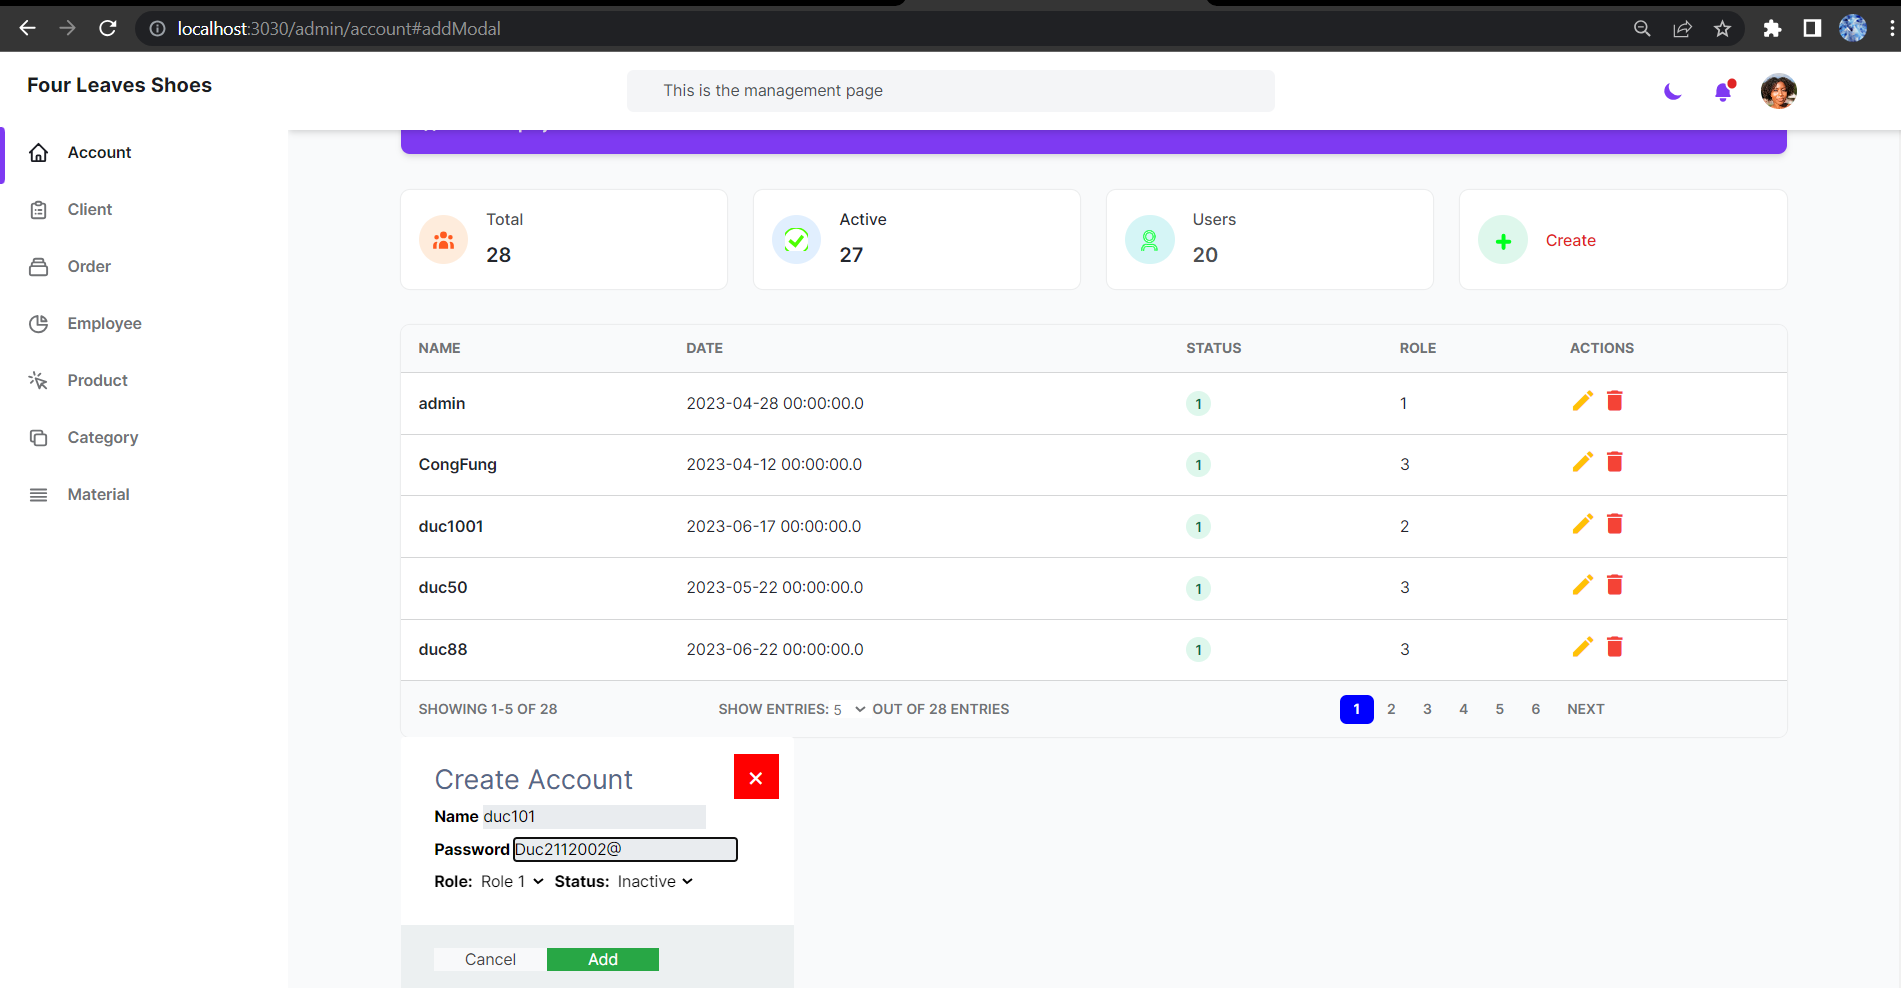 localhost:3030/admin/account#addModal
Four Leaves Shoes
This is the management page
Account
Client
Order
Employee
Product
Category
Material
Total
28
Active
27
Users
20
Create
NAME DATE STATUS ROLE ACTIONS
admin 2023-04-28 00:00:00.0 1 1
CongFung 2023-04-12 00:00:00.0 1 3
duc1001 2023-06-17 00:00:00.0 1 2
duc50 2023-05-22 00:00:00.0 1 3
duc88 2023-06-22 00:00:00.0 1 3
SHOWING 1-5 OF 28 SHOW ENTRIES: 5 OUT OF 28 ENTRIES 1 2 3 4 5 6 NEXT
Create Account
Name duc101
Password Duc2112002@
Role: Role 1 Status: Inactive
Cancel Add